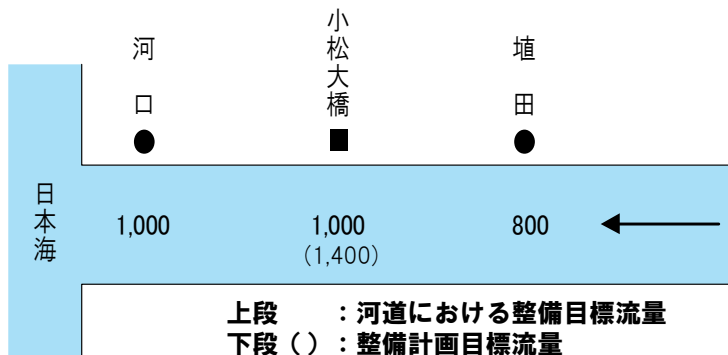 河口
小松大橋
埴田
日本海
1,000
1,000
800
(1,400)
上段　　：河道における整備目標流量
下段（ ）：整備計画目標流量